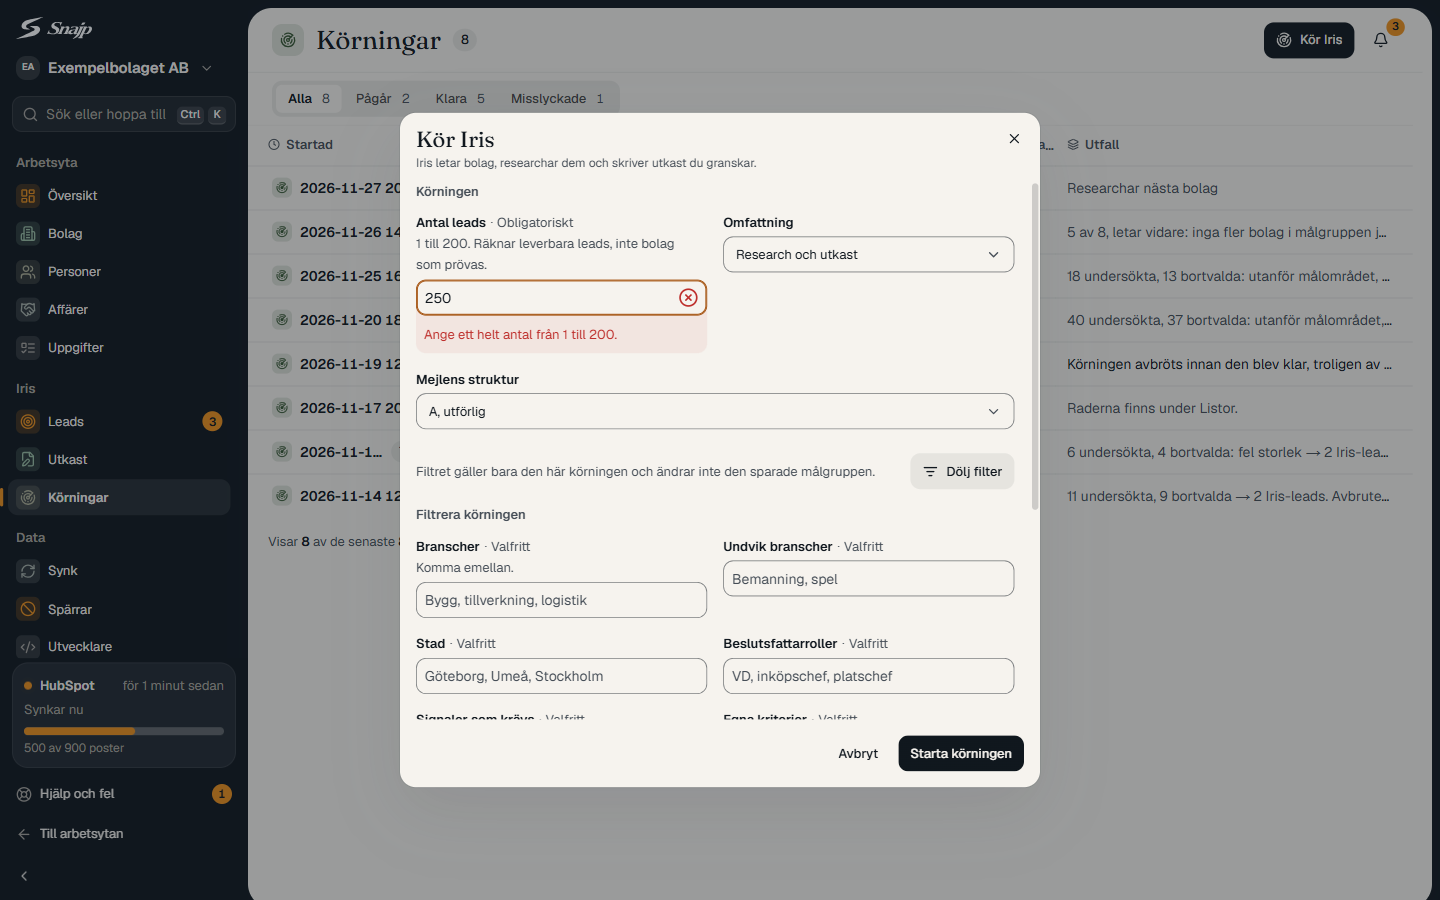 Snajp
EA Exempelbolaget AB
Sök eller hoppa till Ctrl K
Arbetsyta
Översikt
Bolag
Personer
Affärer
Uppgifter
Iris
Leads 3
Utkast
Körningar
Data
Synk
Spärrar
Utvecklare
HubSpot för 1 minut sedan
Synkar nu
500 av 900 poster
Hjälp och fel 1
Till arbetsytan
Körningar 8
Kör Iris
3
Alla 8 Pågår 2 Klara 5 Misslyckade 1
Startad
a... Utfall
2026-11-27 20
Researchar nästa bolag
2026-11-26 14
5 av 8, letar vidare: inga fler bolag i målgruppen j...
2026-11-25 16
18 undersökta, 13 bortvalda: utanför målområdet, ...
2026-11-20 18
40 undersökta, 37 bortvalda: utanför målområdet,...
2026-11-19 12
Körningen avbröts innan den blev klar, troligen av ...
2026-11-17 20
Raderna finns under Listor.
2026-11-1...
6 undersökta, 4 bortvalda: fel storlek → 2 Iris-lea...
2026-11-14 12
11 undersökta, 9 bortvalda → 2 Iris-leads. Avbrute...
Visar 8 av de senaste
Kör Iris
Iris letar bolag, researchar dem och skriver utkast du granskar.
Körningen
Antal leads · Obligatoriskt
1 till 200. Räknar leverbara leads, inte bolag
som prövas.
250
Ange ett helt antal från 1 till 200.
Omfattning
Research och utkast
Mejlens struktur
A, utförlig
Filtret gäller bara den här körningen och ändrar inte den sparade målgruppen.
Dölj filter
Filtrera körningen
Branscher · Valfritt
Komma emellan.
Bygg, tillverkning, logistik
Undvik branscher · Valfritt
Bemanning, spel
Stad · Valfritt
Göteborg, Umeå, Stockholm
Beslutsfattarroller · Valfritt
VD, inköpschef, platschef
Signaler som krävs · Valfritt
Egna kriterier · Valfritt
Avbryt
Starta körningen